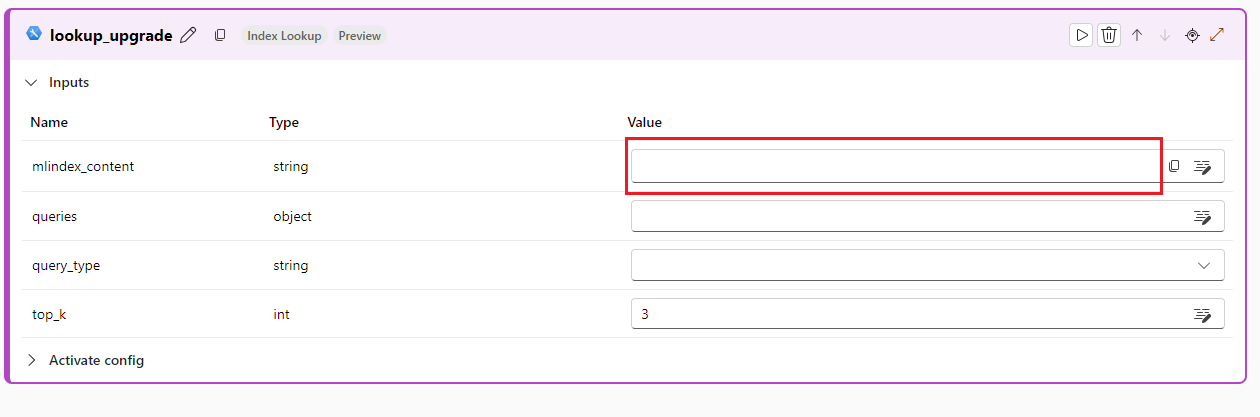 lookup_upgrade Index Lookup Preview
Inputs
Name Type Value
mlindex_content string
queries object
query_type string
top_k int 3
Activate config